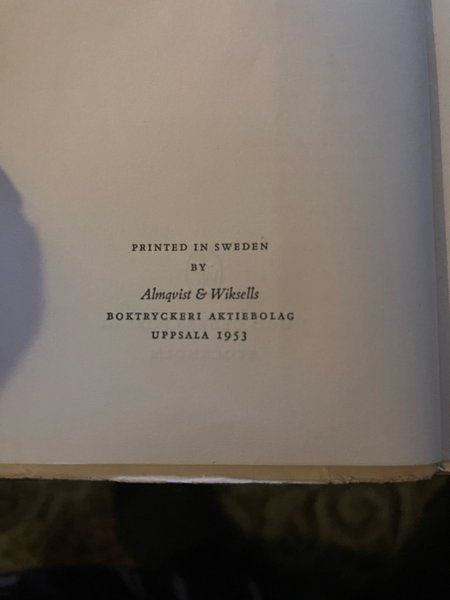 PRINTED IN SWEDEN
BY
Almqvist & Wiksells
BOKTRYCKERI AKTIEBOLAG
UPPSALA 1953